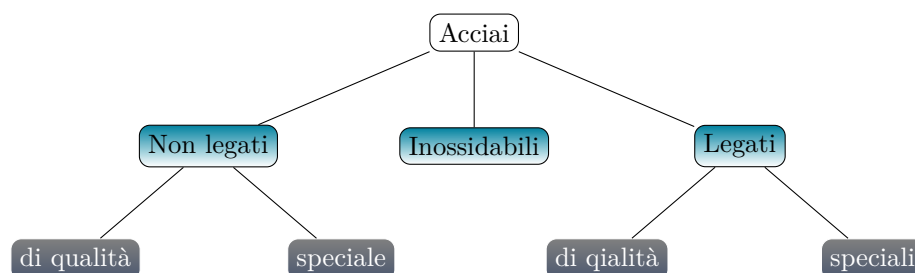 Acciai
Non legati
Inossidabili
Legati
di qualità
speciale
di qialità
speciali